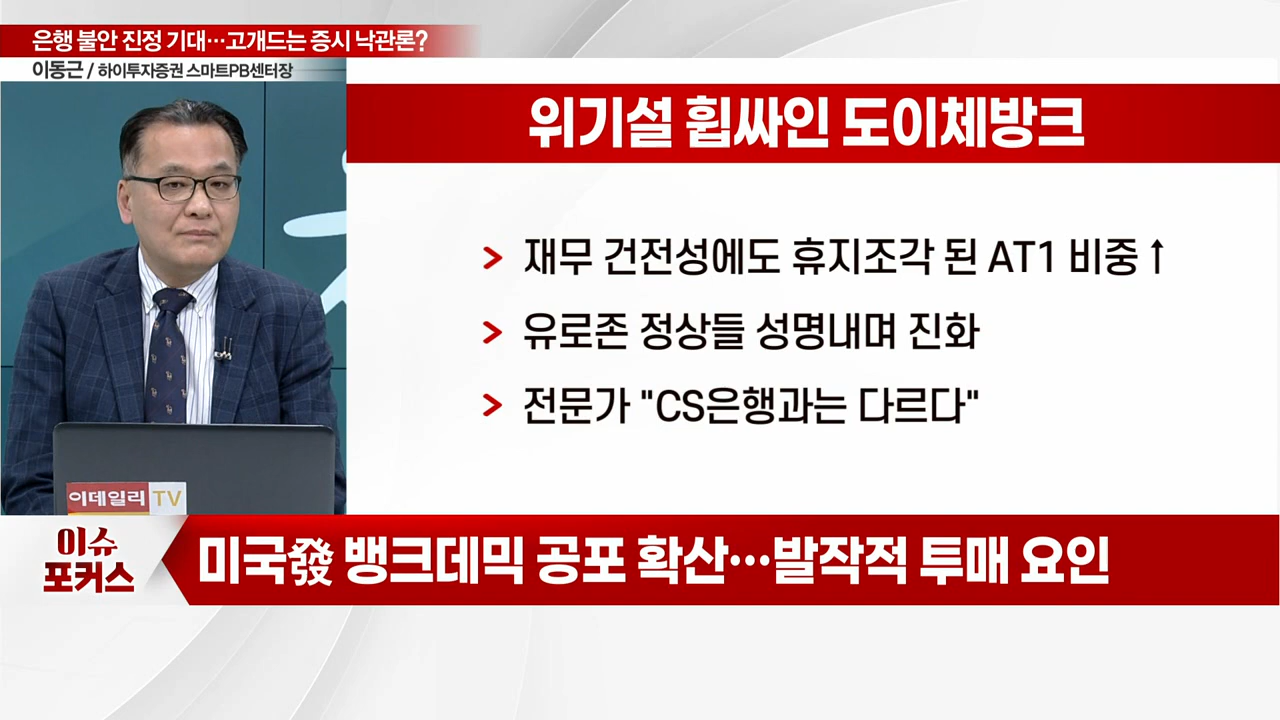 은행 불안 진정 기대…고개드는 증시 낙관론?
이동근 / 하이투자증권 스마트PB센터장
위기설 휩싸인 도이체방크
> 재무 건전성에도 휴지조각 된 AT1 비중↑
> 유로존 정상들 성명내며 진화
> 전문가 "CS은행과는 다르다"
이데일리 TV
이슈
포커스
미국發 뱅크데믹 공포 확산…발작적 투매 요인